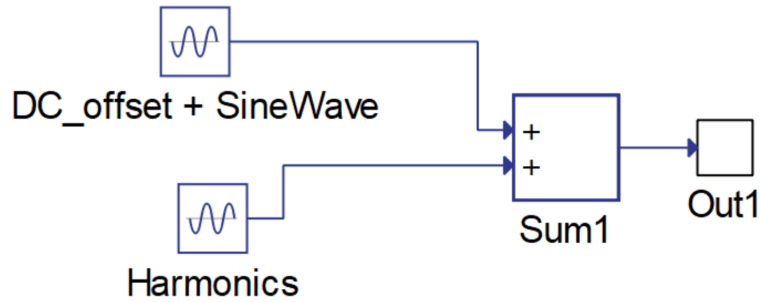 DC_offset + SineWave
+
+
Out1
Sum1
Harmonics